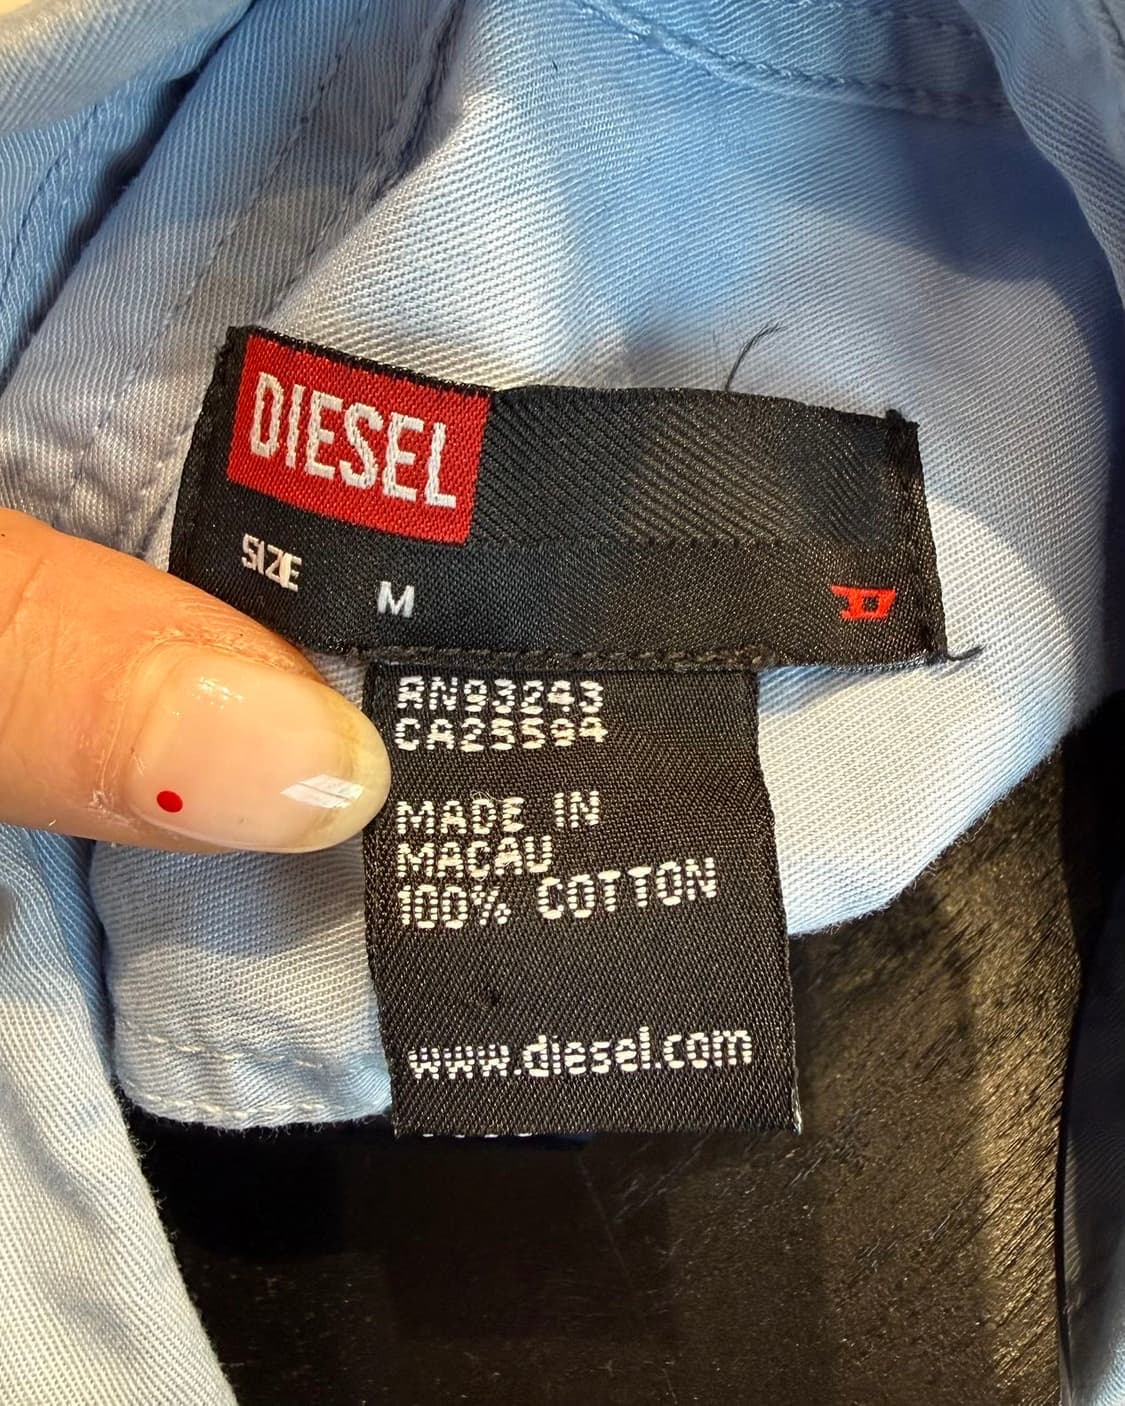 DIESEL
SIZE M
RN93243
CA25594
MADE IN
MACAU
100% COTTON
www.diesel.com